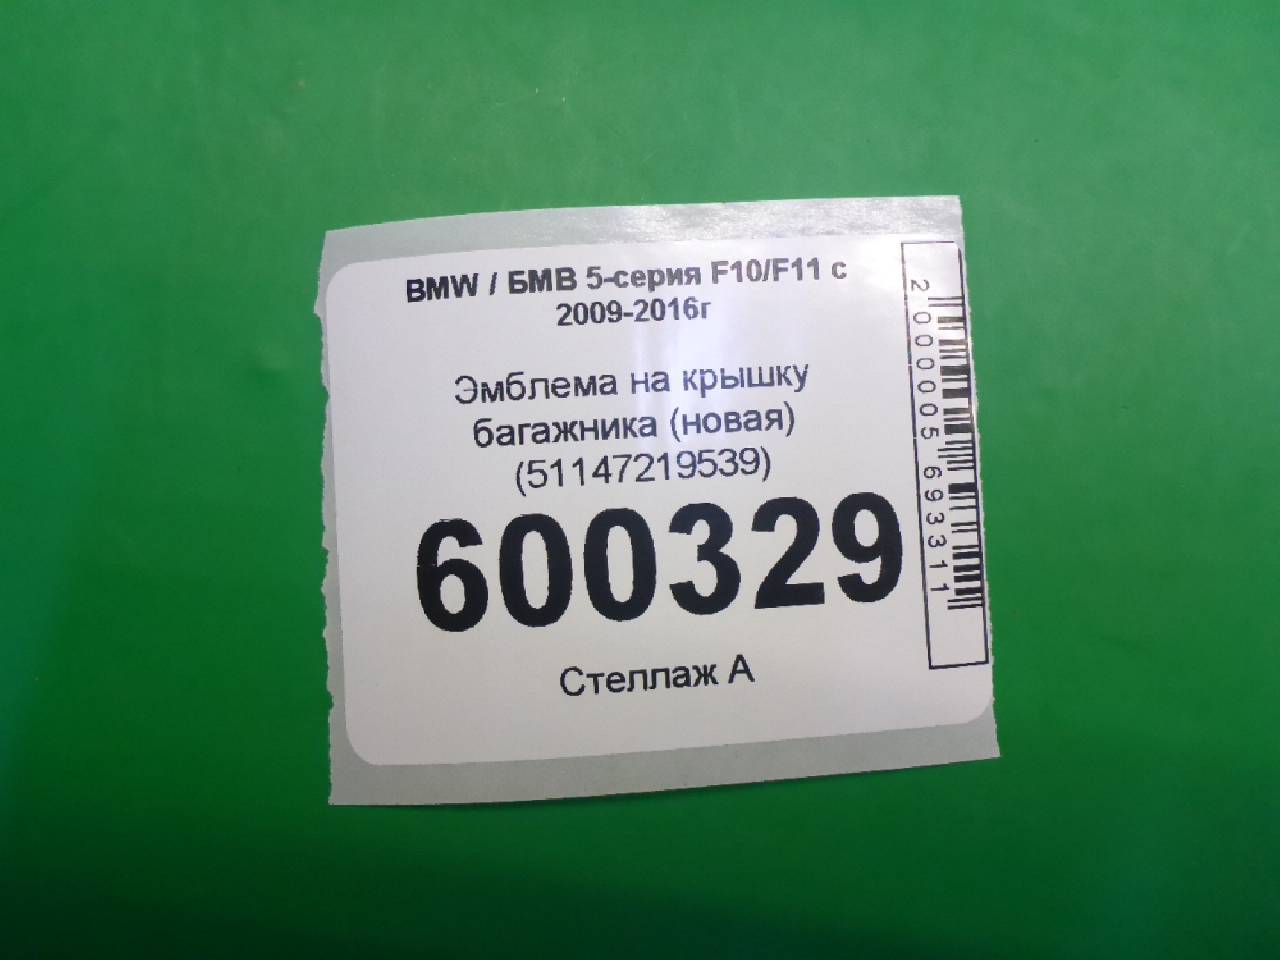 BMW / БМВ 5-серия F10/F11 с
2009-2016г
Эмблема на крышку
багажника (новая)
(51147219539)
600329
Стеллаж А
2000005693311